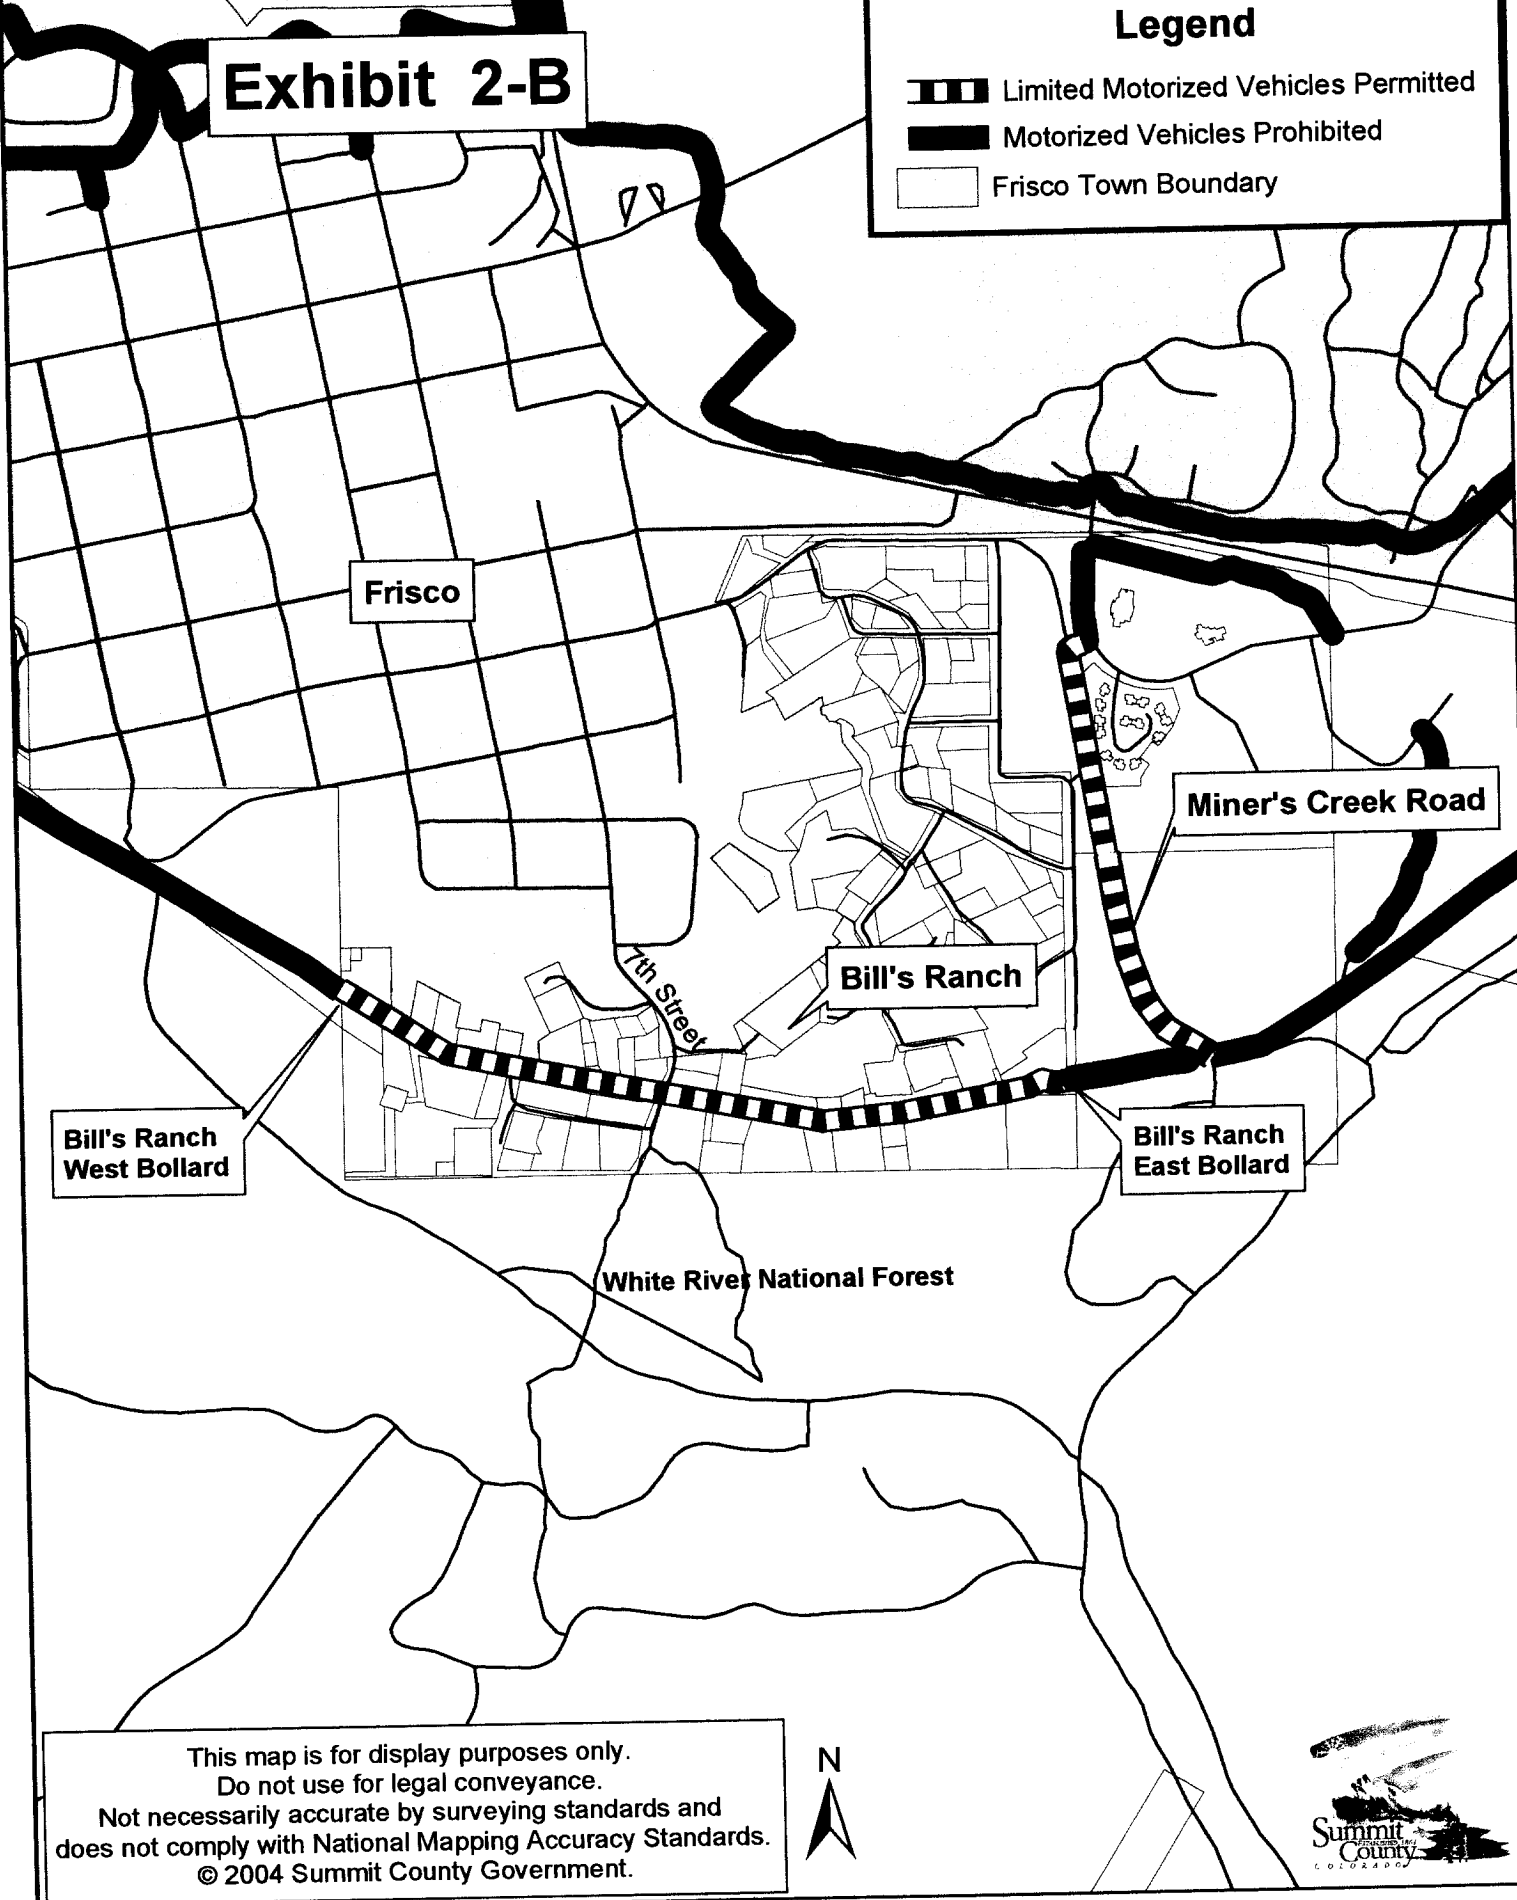 Exhibit 2-B
Legend
Limited Motorized Vehicles Permitted
Motorized Vehicles Prohibited
Frisco Town Boundary
Frisco
Miner's Creek Road
7th Street
Bill's Ranch
Bill's Ranch
West Bollard
Bill's Ranch
East Bollard
White River National Forest
This map is for display purposes only.
Do not use for legal conveyance.
Not necessarily accurate by surveying standards and
does not comply with National Mapping Accuracy Standards.
© 2004 Summit County Government.
N
Summit
County
COLORADO